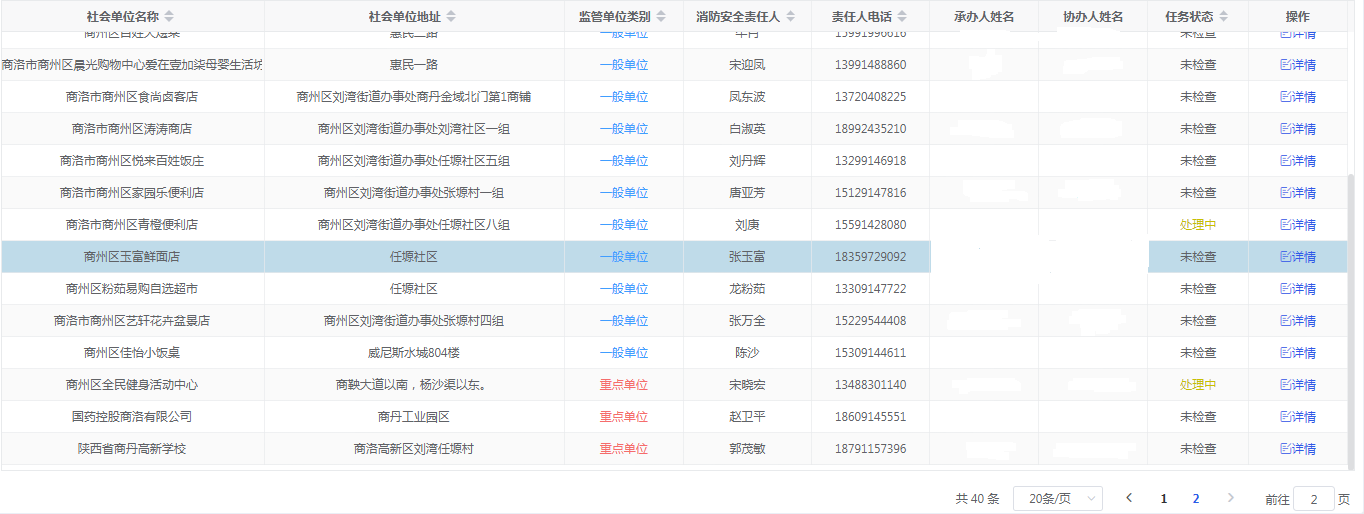 社会单位名称 社会单位地址 监管单位类别 消防安全责任人 责任人电话 承办人姓名 协办人姓名 任务状态 操作
一般单位 未检查 详情
商洛市商州区晨光购物中心爱在壹加柒母婴生活坊 惠民一路 一般单位 宋迎凤 13991488860 未检查 详情
商洛市商州区食尚卤客店 商州区刘湾街道办事处商丹金域北门第1商铺 一般单位 凤东波 13720408225 未检查 详情
商洛市商州区涛涛商店 商州区刘湾街道办事处刘湾社区一组 一般单位 白淑英 18992435210 未检查 详情
商洛市商州区悦来百姓饭庄 商州区刘湾街道办事处任塬社区五组 一般单位 刘丹辉 13299146918 未检查 详情
商洛市商州区家园乐便利店 商州区刘湾街道办事处张塬村一组 一般单位 唐亚芳 15129147816 未检查 详情
商洛市商州区青橙便利店 商州区刘湾街道办事处任塬社区八组 一般单位 刘庚 15591428080 处理中 详情
商州区玉富鲜面店 任塬社区 一般单位 张玉富 18359729092 未检查 详情
商州区粉茹易购自选超市 任塬社区 一般单位 龙粉茹 13309147722 未检查 详情
商洛市商州区艺轩花卉盆景店 商州区刘湾街道办事处张塬村四组 一般单位 张万全 15229544408 未检查 详情
商州区佳怡小饭桌 威尼斯水城804楼 一般单位 陈沙 15309144611 未检查 详情
商州区全民健身活动中心 商鞅大道以南，杨沙渠以东。 重点单位 宋晓宏 13488301140 处理中 详情
国药控股商洛有限公司 商丹工业园区 重点单位 赵卫平 18609145551 未检查 详情
陕西省商丹高新学校 商洛高新区刘湾任塬村 重点单位 郭茂敏 18791157396 未检查 详情
共 40 条 20条/页 1 2 前往 2 页